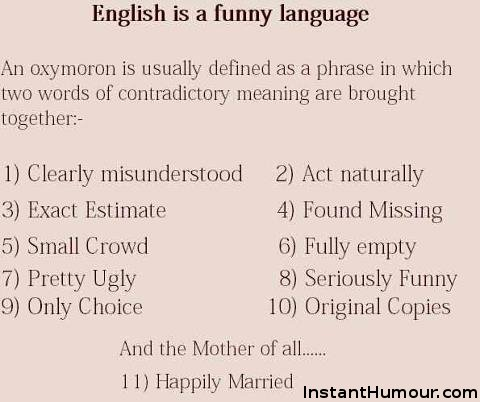 English is a funny language
An oxymoron is usually defined as a phrase in which
two words of contradictory meaning are brought
together:-
1) Clearly misunderstood 2) Act naturally
3) Exact Estimate 4) Found Missing
5) Small Crowd 6) Fully empty
7) Pretty Ugly 8) Seriously Funny
9) Only Choice 10) Original Copies
And the Mother of all......
11) Happily Married
InstantHumour.com